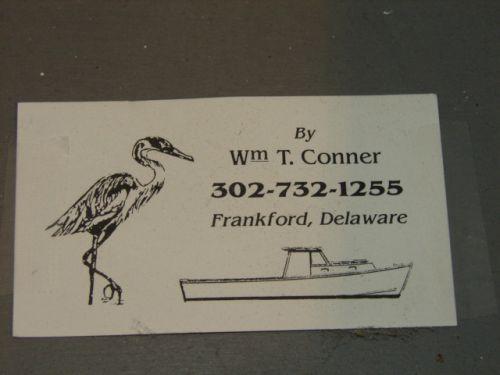 By
Wm T. Conner
302-732-1255
Frankford, Delaware